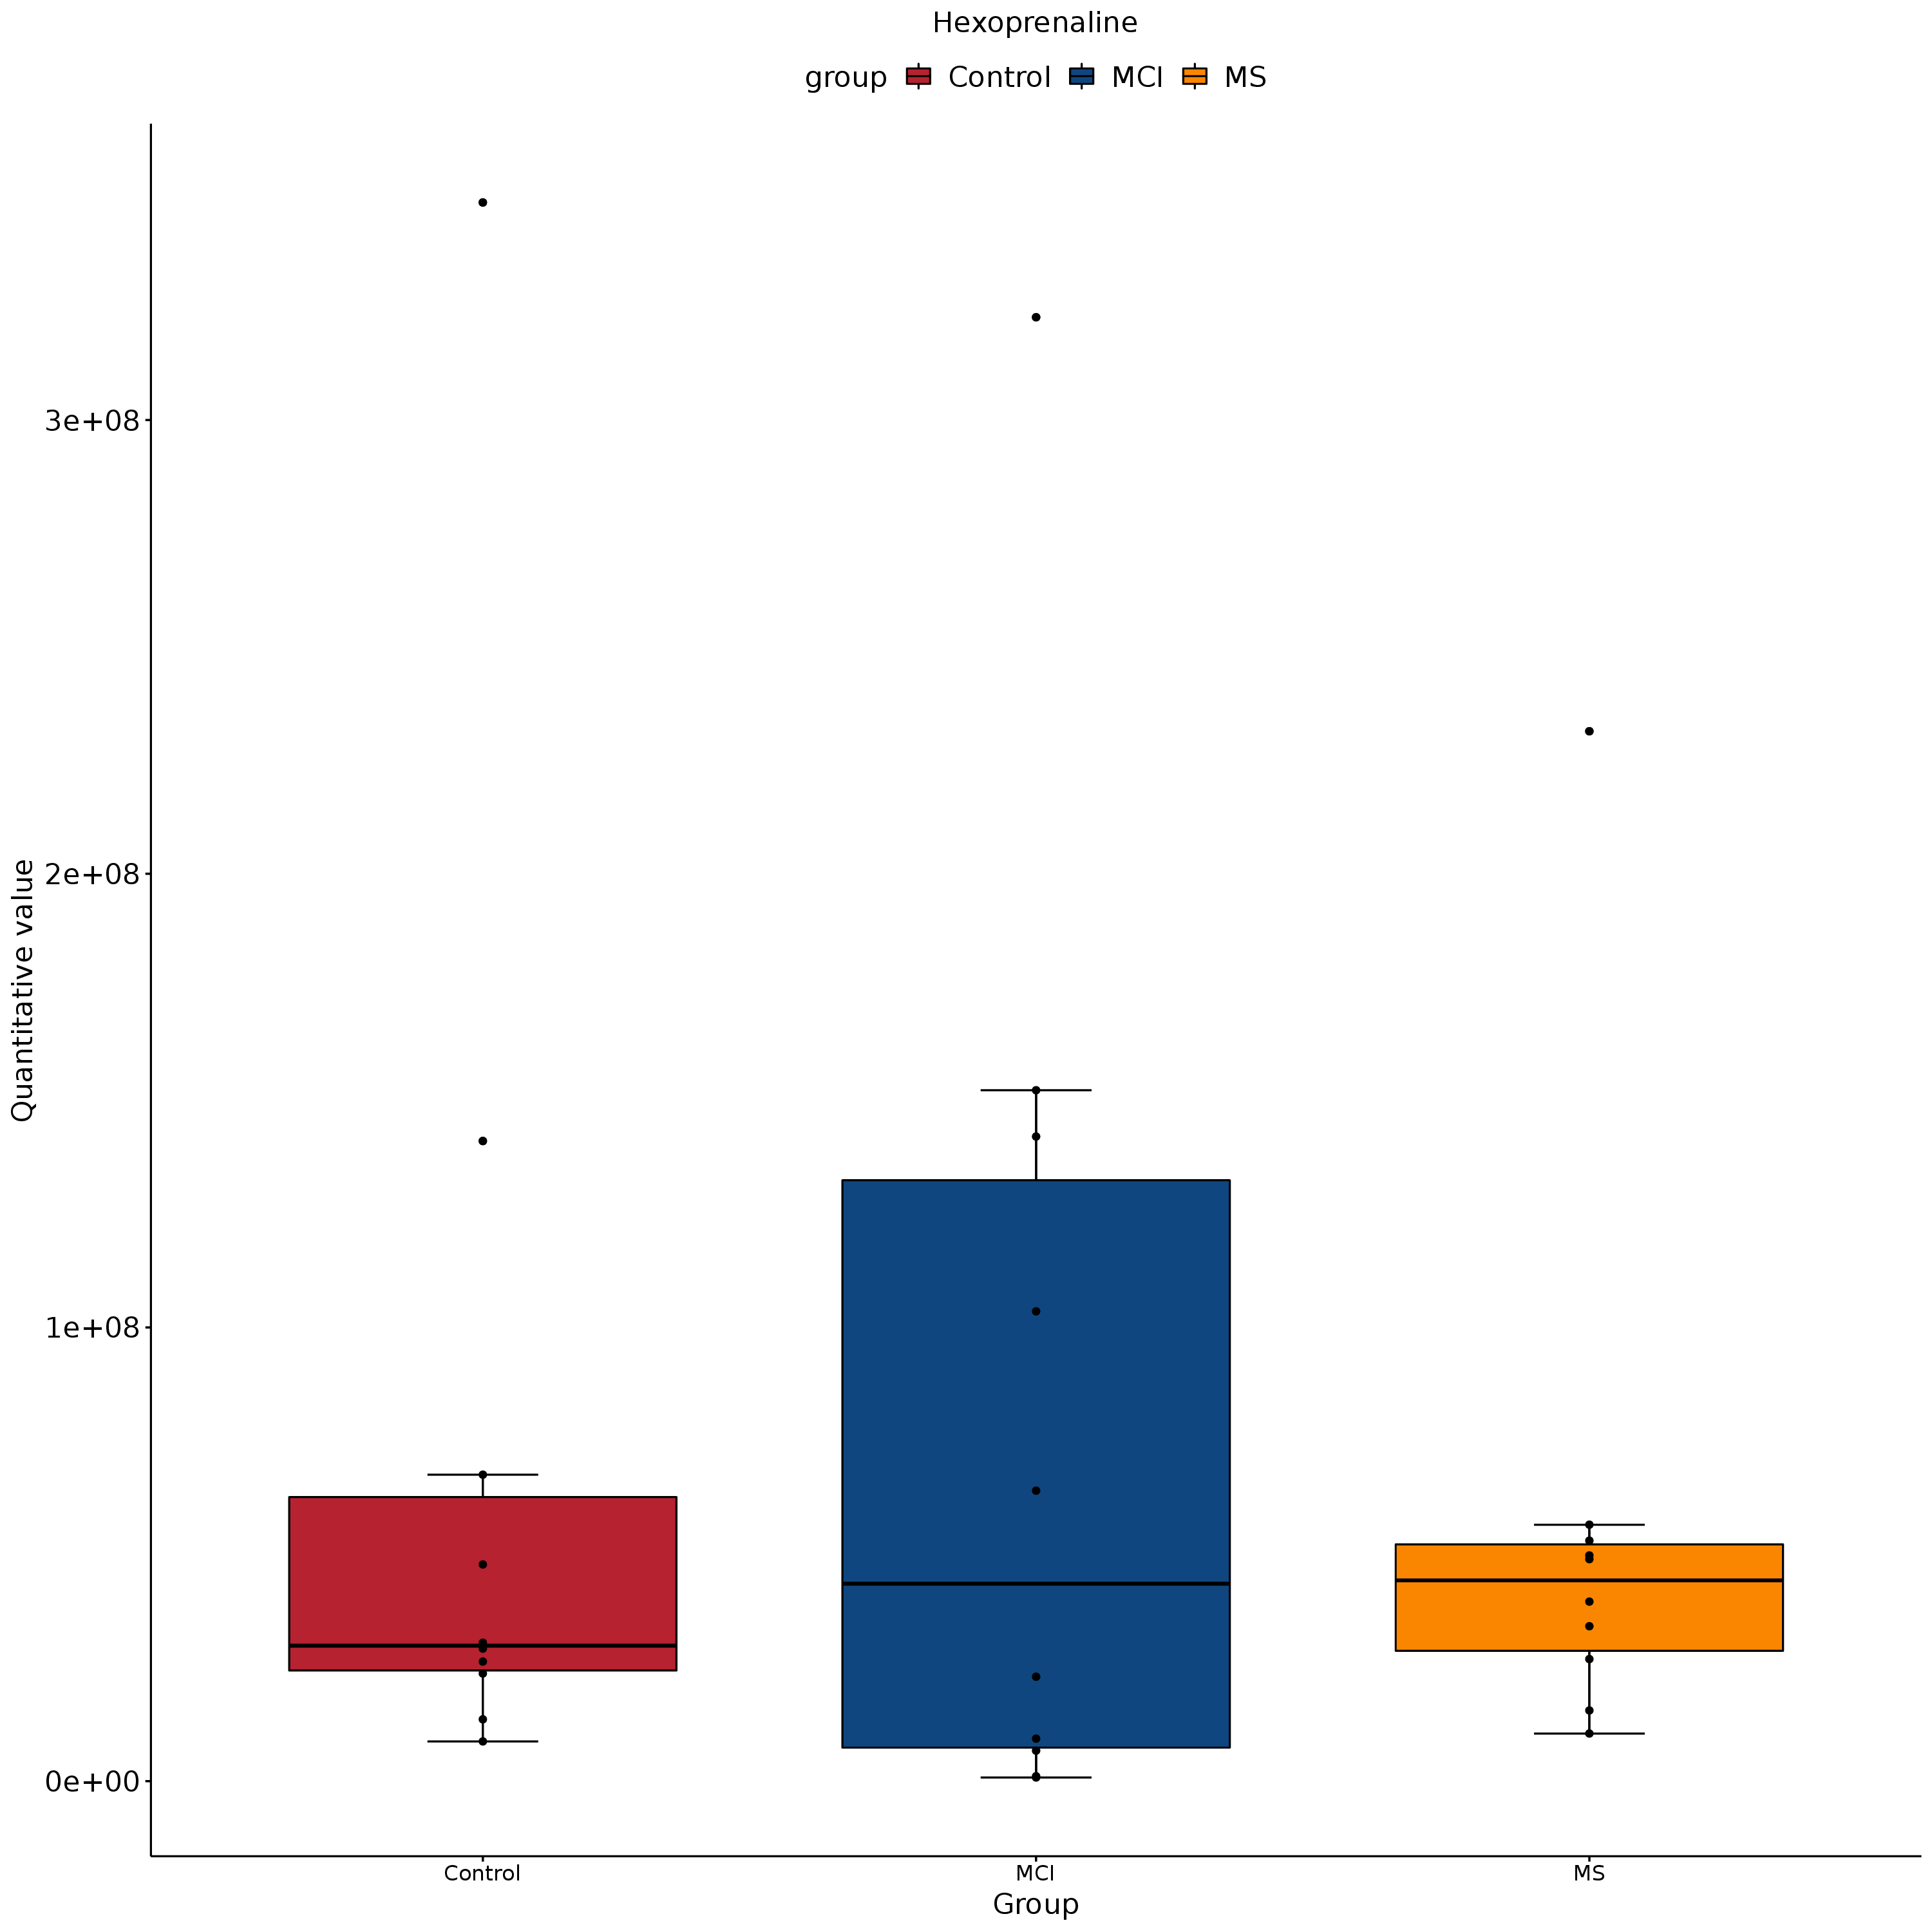 Hexoprenaline
group Control MCI MS
Quantitative value
3e+08
2e+08
1e+08
0e+00
Control MCI MS
Group